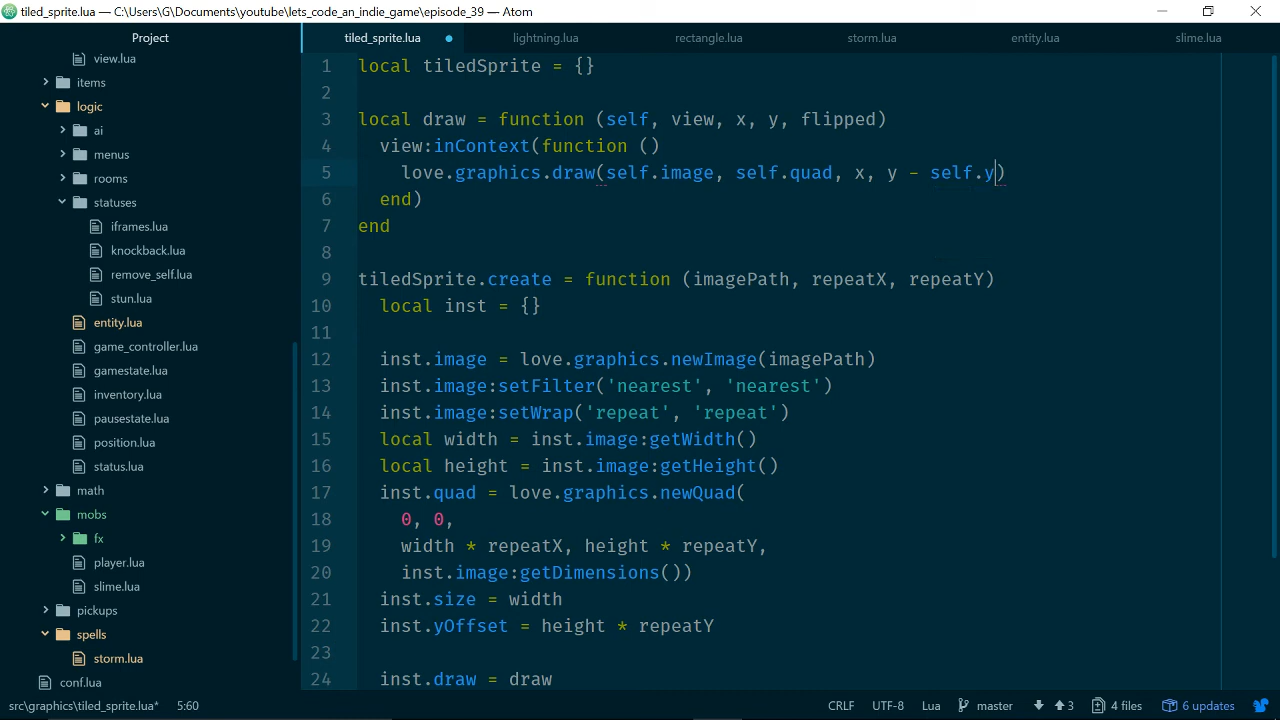 tiled_sprite.lua — C:\Users\G\Documents\youtube\lets_code_an_indie_game\episode_39 — Atom
Project
view.lua
items
logic
ai
menus
rooms
statuses
iframes.lua
knockback.lua
remove_self.lua
stun.lua
entity.lua
game_controller.lua
gamestate.lua
inventory.lua
pausestate.lua
position.lua
status.lua
math
mobs
fx
player.lua
slime.lua
pickups
spells
storm.lua
conf.lua
tiled_sprite.lua lightning.lua rectangle.lua storm.lua entity.lua slime.lua
1 local tiledSprite = {}
2
3 local draw = function (self, view, x, y, flipped)
4 view:inContext(function ()
5 love.graphics.draw(self.image, self.quad, x, y - self.y)
6 end)
7 end
8
9 tiledSprite.create = function (imagePath, repeatX, repeatY)
10 local inst = {}
11
12 inst.image = love.graphics.newImage(imagePath)
13 inst.image:setFilter('nearest', 'nearest')
14 inst.image:setWrap('repeat', 'repeat')
15 local width = inst.image:getWidth()
16 local height = inst.image:getHeight()
17 inst.quad = love.graphics.newQuad(
18 0, 0,
19 width * repeatX, height * repeatY,
20 inst.image:getDimensions())
21 inst.size = width
22 inst.yOffset = height * repeatY
23
24 inst.draw = draw
src\graphics\tiled_sprite.lua* 5:60 CRLF UTF-8 Lua master 3 4 files 6 updates